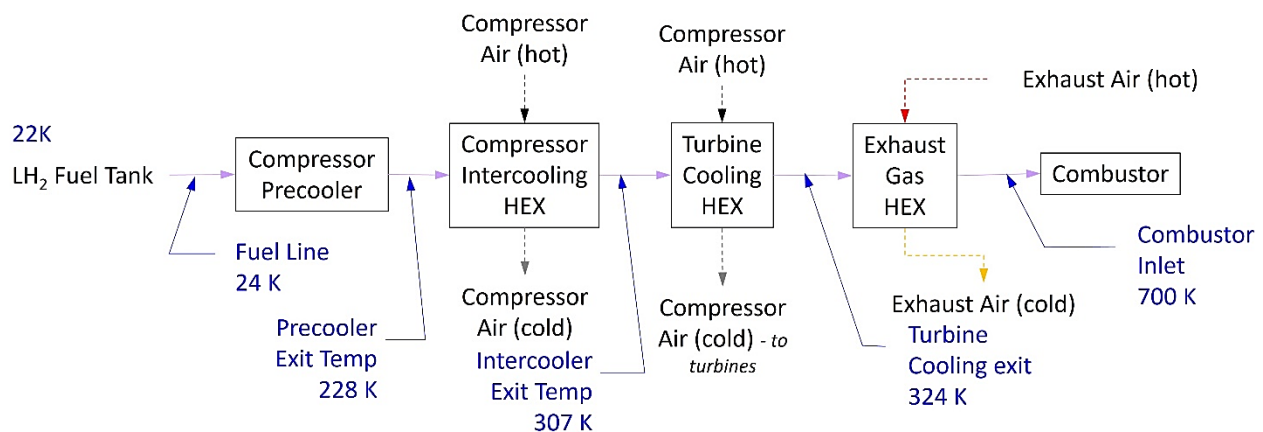 22K
LH₂ Fuel Tank
Fuel Line
24 K
Compressor
Precooler
Precooler
Exit Temp
228 K
Compressor
Air (hot)
Compressor
Intercooling
HEX
Compressor
Air (cold)
Intercooler
Exit Temp
307 K
Compressor
Air (hot)
Turbine
Cooling
HEX
Compressor
Air (cold) - to
turbines
Exhaust Air (hot)
Exhaust
Gas
HEX
Exhaust Air (cold)
Turbine
Cooling exit
324 K
Combustor
Combustor
Inlet
700 K